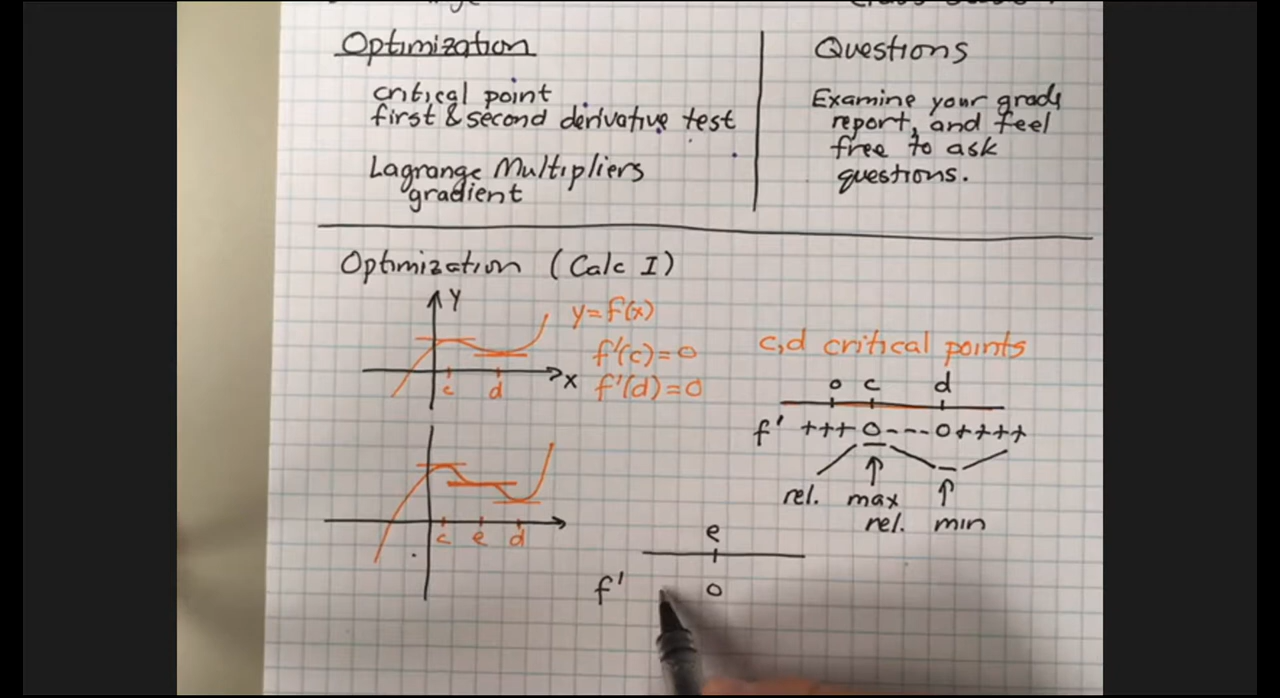 Optimization
critical point
first & second derivative test
Lagrange Multipliers
gradient
Questions
Examine your grade
report, and feel
free to ask
questions.
Optimization (Calc I)
y
y=f(x)
f'(c)=0
f'(d)=0
x
c d
c,d critical points
o c d
f' +++0---0++++
rel. max
rel. min
c e d
e
f' 0